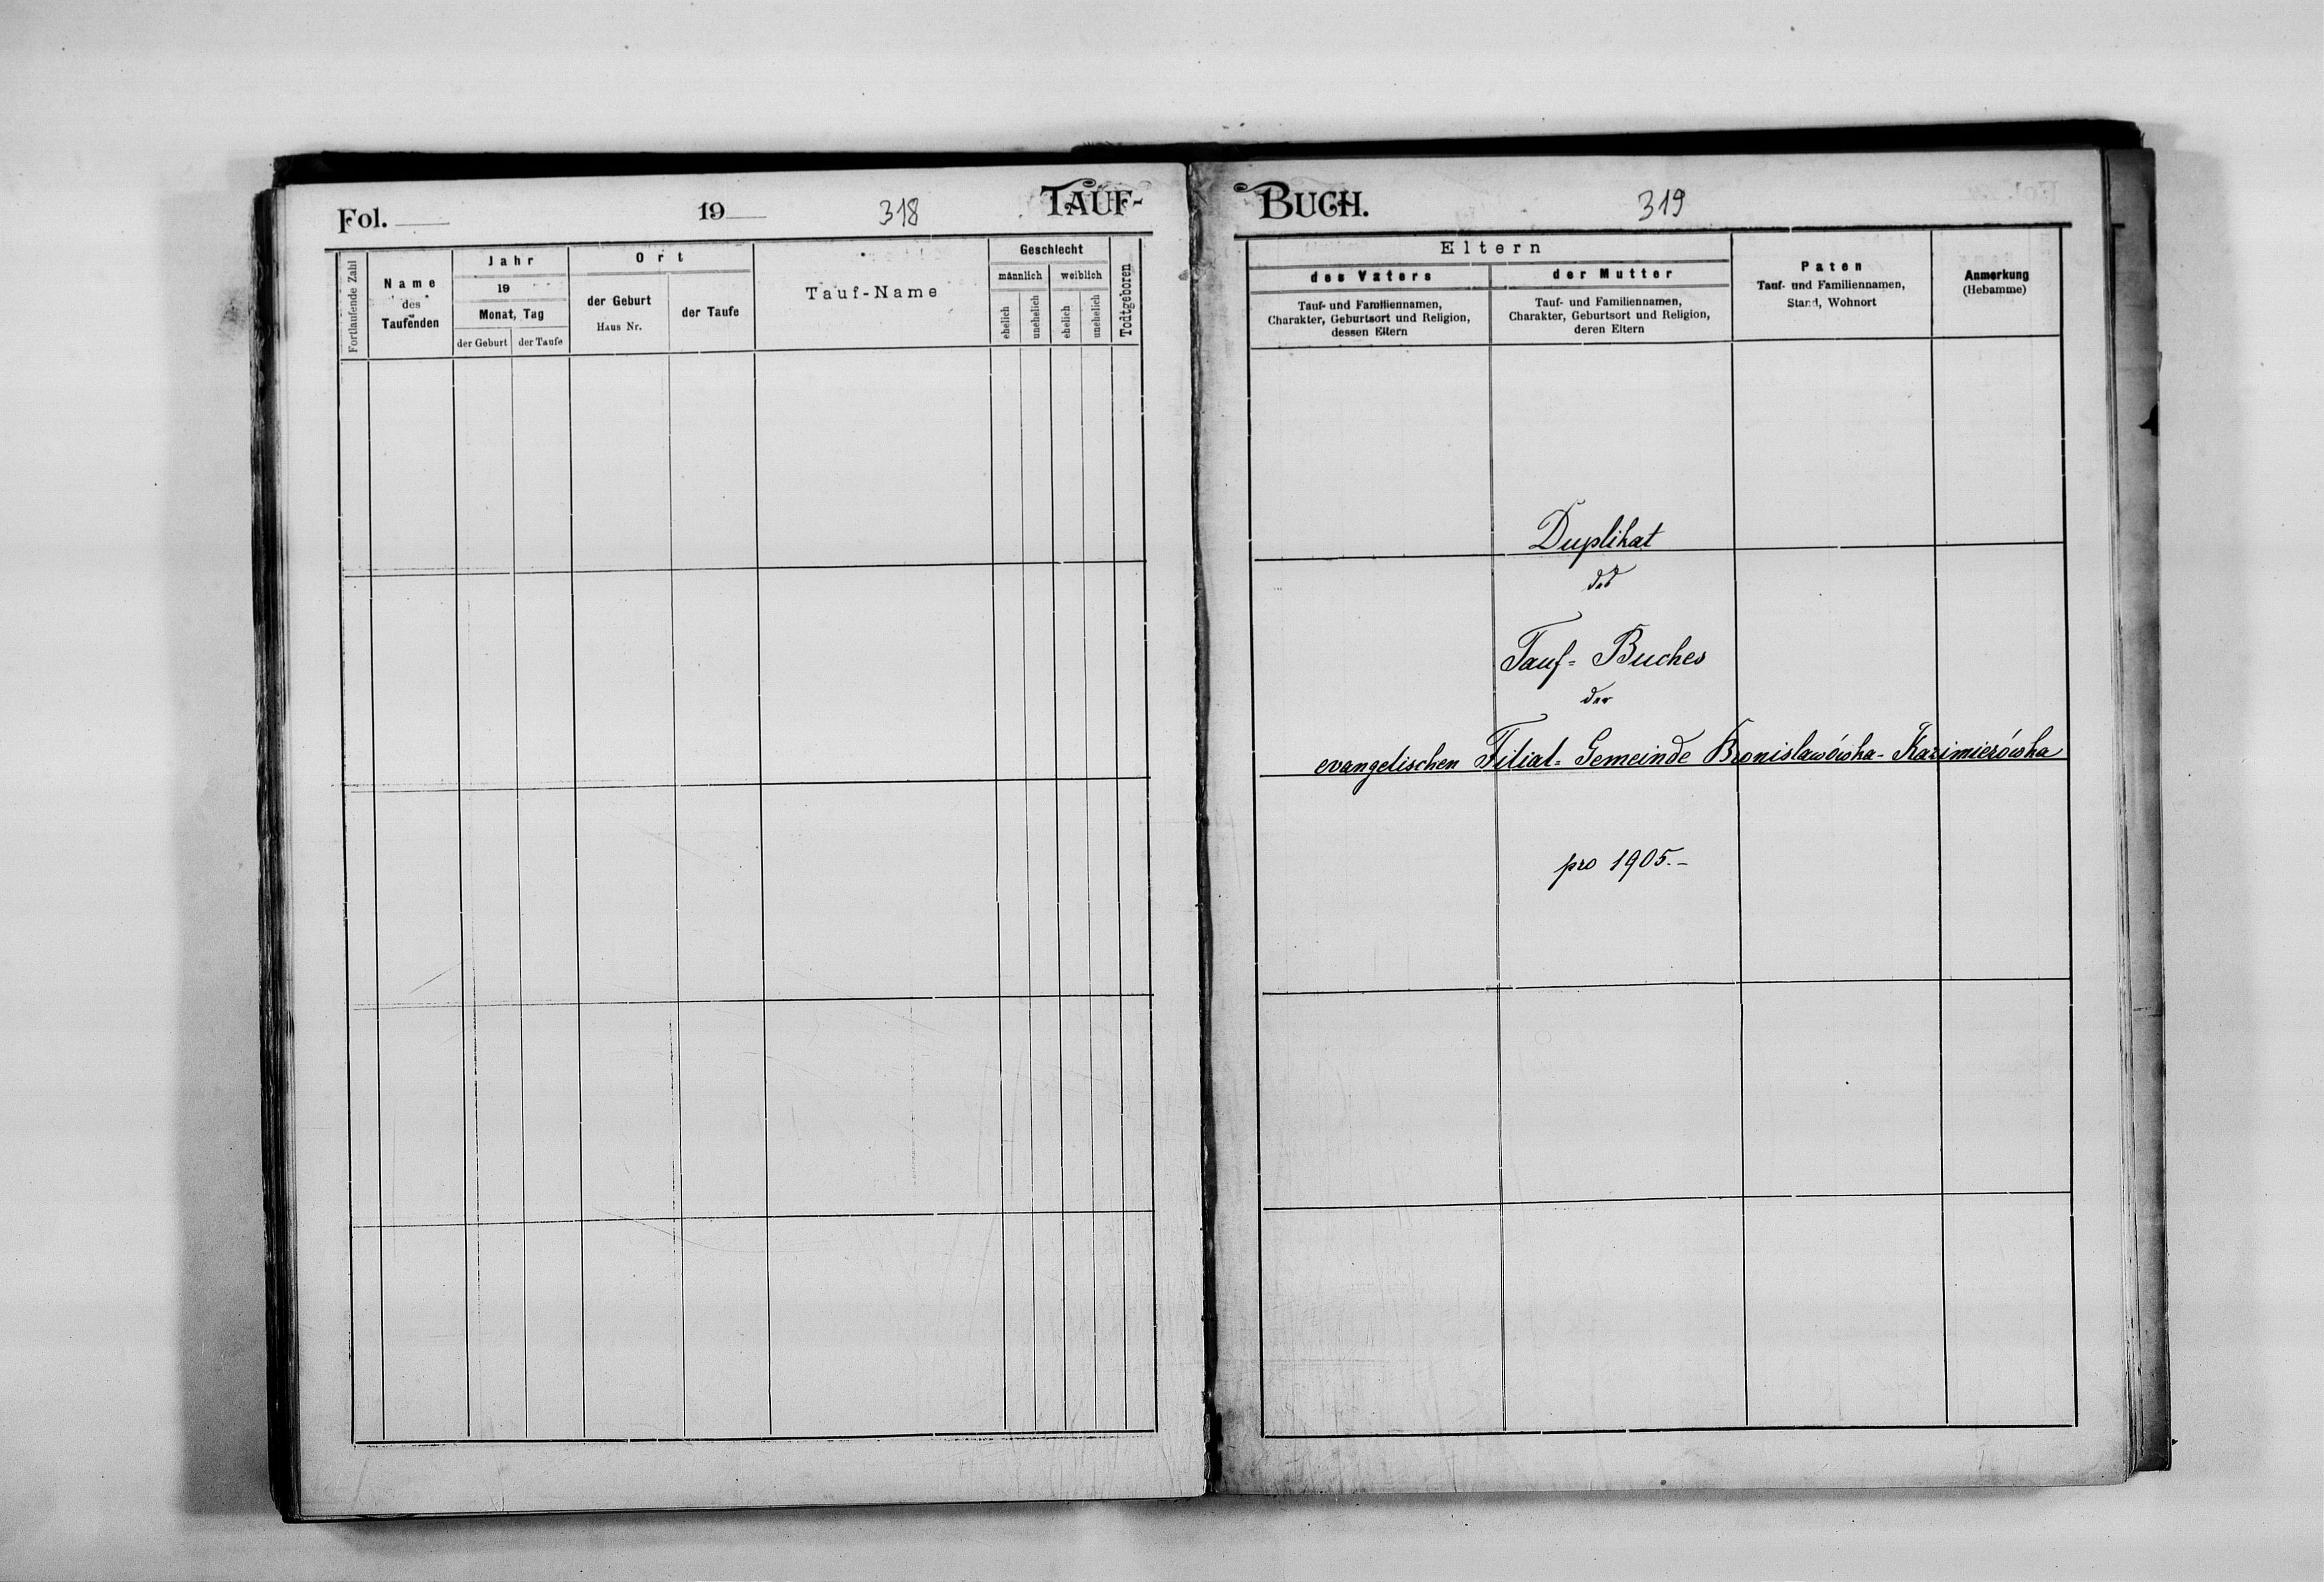 Fol. 19 318 TAUF-
Fortlaufende Zahl
Name
des
Taufenden
Jahr
19
Monat, Tag
der Geburt der Taufe
Ort
der Geburt
Haus Nr.
der Taufe
Tauf-Name
Geschlecht
männlich weiblich
ehelich unehelich ehelich unehelich
Todtgeboren
BUCH. 319
Eltern
des Vaters
Tauf- und Familiennamen,
Charakter, Geburtsort und Religion,
dessen Eltern
der Mutter
Tauf- und Familiennamen,
Charakter, Geburtsort und Religion,
deren Eltern
Paten
Tauf- und Familiennamen,
Stand, Wohnort
Anmerkung
(Hebamme)
Duplikat
des
Tauf- Buches
der
evangelischen Filial- Gemeinde Bronislawówka- Kazimierówka
pro 1905.-